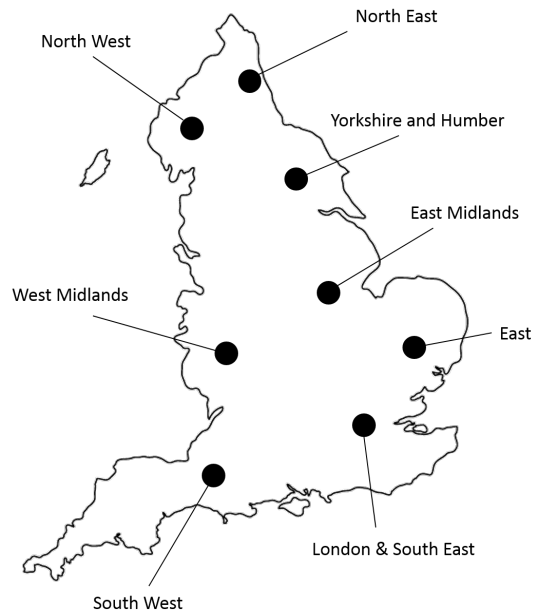 North East
North West
Yorkshire and Humber
East Midlands
West Midlands
East
London & South East
South West